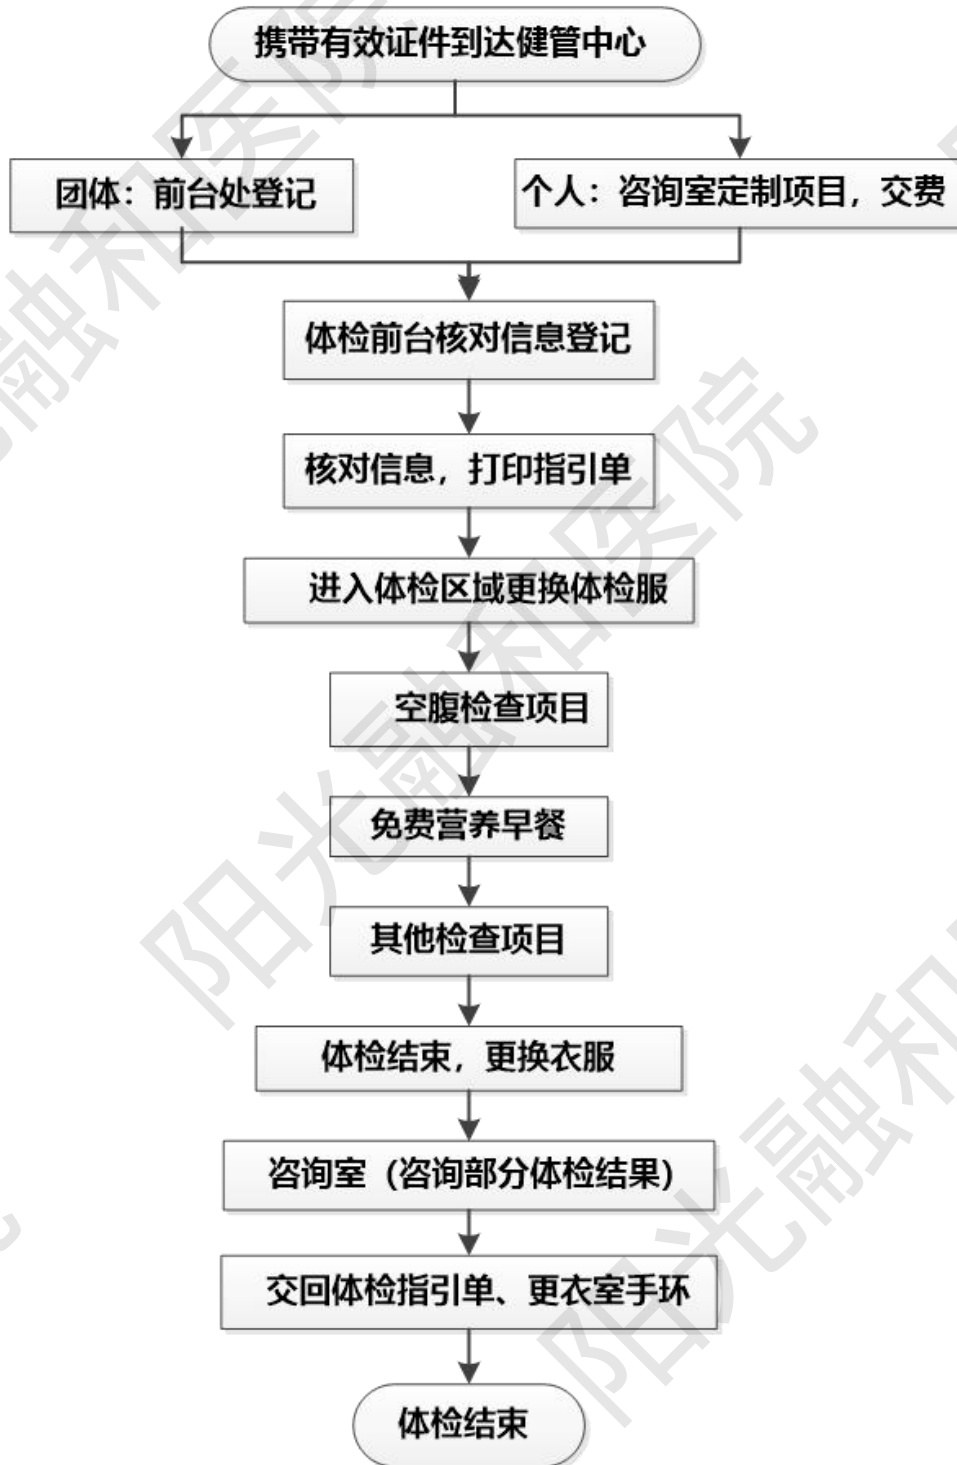 携带有效证件到达健管中心
团体：前台处登记
个人：咨询室定制项目，交费
体检前台核对信息登记
核对信息，打印指引单
进入体检区域更换体检服
空腹检查项目
免费营养早餐
其他检查项目
体检结束，更换衣服
咨询室（咨询部分体检结果）
交回体检指引单、更衣室手环
体检结束
阳光融和医院
阳光融和医院
阳光融和